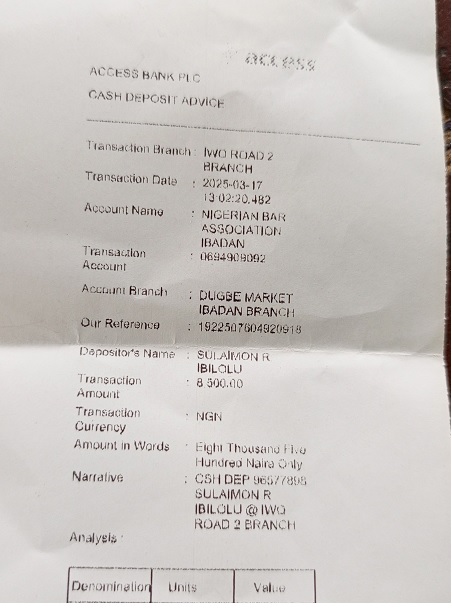 access
ACCESS BANK PLC
CASH DEPOSIT ADVICE
Transaction Branch : IWO ROAD 2
BRANCH
Transaction Date : 2025-03-17
13:02:20.482
Account Name : NIGERIAN BAR
ASSOCIATION
IBADAN
Transaction : 0694909092
Account
Account Branch : DUGBE MARKET
IBADAN BRANCH
Our Reference : 1922507604920918
Depositor's Name : SULAIMON R
IBILOLU
Transaction : 8,500.00
Amount
Transaction : NGN
Currency
Amount In Words : Eight Thousand Five
Hundred Naira Only
Narrative : CSH DEP 96577898
SULAIMON R
IBILOLU @ IWO
ROAD 2 BRANCH
Analysis :
Denomination Units Value